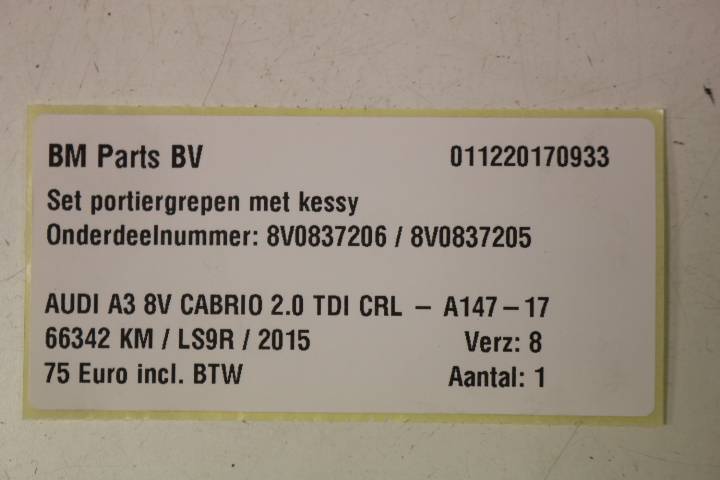 BM Parts BV 011220170933
Set portiergrepen met kessy
Onderdeelnummer: 8V0837206 / 8V0837205
AUDI A3 8V CABRIO 2.0 TDI CRL – A147–17
66342 KM / LS9R / 2015 Verz: 8
75 Euro incl. BTW Aantal: 1